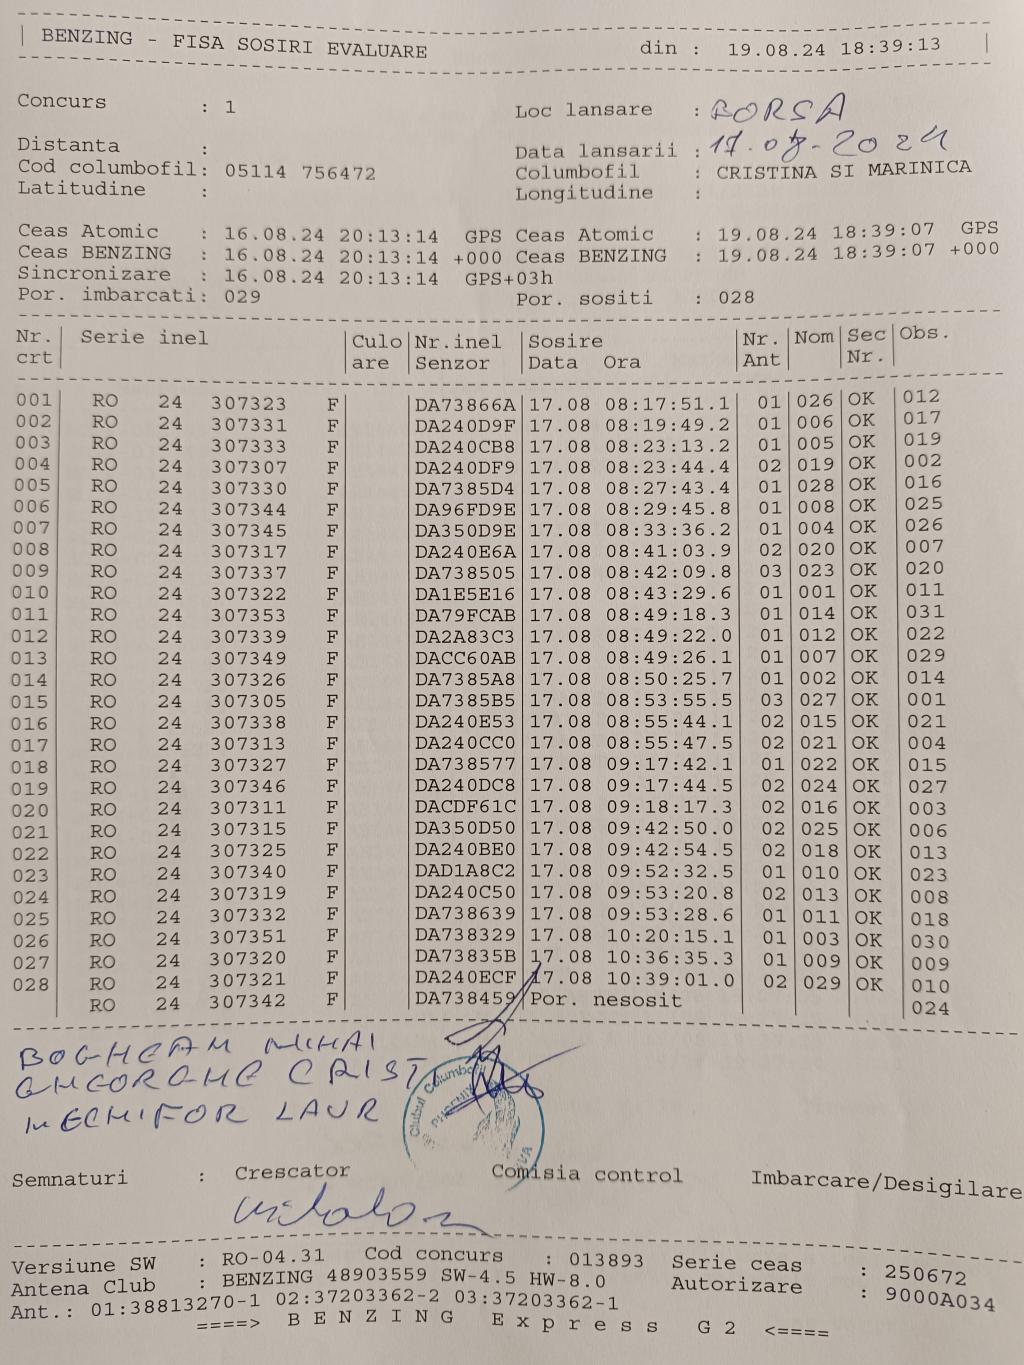 | BENZING - FISA SOSIRI EVALUARE din : 19.08.24 18:39:13 |
Concurs : 1 Loc lansare : BORSA
Distanta : Data lansarii : 17.08.2024
Cod columbofil: 05114 756472 Columbofil : CRISTINA SI MARINICA
Latitudine : Longitudine :
Ceas Atomic : 16.08.24 20:13:14 GPS Ceas Atomic : 19.08.24 18:39:07 GPS
Ceas BENZING : 16.08.24 20:13:14 +000 Ceas BENZING : 19.08.24 18:39:07 +000
Sincronizare : 16.08.24 20:13:14 GPS+03h
Por. imbarcati: 029 Por. sositi : 028
Nr. | Serie inel | Culo | Nr.inel | Sosire | Nr. | Nom | Sec | Obs.
crt | | are | Senzor | Data Ora | Ant | | Nr. |
001 | RO 24 307323 F | | DA73866A | 17.08 08:17:51.1 | 01 | 026 | OK | 012
002 | RO 24 307331 F | | DA240D9F | 17.08 08:19:49.2 | 01 | 006 | OK | 017
003 | RO 24 307333 F | | DA240CB8 | 17.08 08:23:13.2 | 01 | 005 | OK | 019
004 | RO 24 307307 F | | DA240DF9 | 17.08 08:23:44.4 | 02 | 019 | OK | 002
005 | RO 24 307330 F | | DA7385D4 | 17.08 08:27:43.4 | 01 | 028 | OK | 016
006 | RO 24 307344 F | | DA96FD9E | 17.08 08:29:45.8 | 01 | 008 | OK | 025
007 | RO 24 307345 F | | DA350D9E | 17.08 08:33:36.2 | 01 | 004 | OK | 026
008 | RO 24 307317 F | | DA240E6A | 17.08 08:41:03.9 | 02 | 020 | OK | 007
009 | RO 24 307337 F | | DA738505 | 17.08 08:42:09.8 | 03 | 023 | OK | 020
010 | RO 24 307322 F | | DA1E5E16 | 17.08 08:43:29.6 | 01 | 001 | OK | 011
011 | RO 24 307353 F | | DA79FCAB | 17.08 08:49:18.3 | 01 | 014 | OK | 031
012 | RO 24 307339 F | | DA2A83C3 | 17.08 08:49:22.0 | 01 | 012 | OK | 022
013 | RO 24 307349 F | | DACC60AB | 17.08 08:49:26.1 | 01 | 007 | OK | 029
014 | RO 24 307326 F | | DA7385A8 | 17.08 08:50:25.7 | 01 | 002 | OK | 014
015 | RO 24 307305 F | | DA7385B5 | 17.08 08:53:55.5 | 03 | 027 | OK | 001
016 | RO 24 307338 F | | DA240E53 | 17.08 08:55:44.1 | 02 | 015 | OK | 021
017 | RO 24 307313 F | | DA240CC0 | 17.08 08:55:47.5 | 02 | 021 | OK | 004
018 | RO 24 307327 F | | DA738577 | 17.08 09:17:42.1 | 01 | 022 | OK | 015
019 | RO 24 307346 F | | DA240DC8 | 17.08 09:17:44.5 | 02 | 024 | OK | 027
020 | RO 24 307311 F | | DACDF61C | 17.08 09:18:17.3 | 02 | 016 | OK | 003
021 | RO 24 307315 F | | DA350D50 | 17.08 09:42:50.0 | 02 | 025 | OK | 006
022 | RO 24 307325 F | | DA240BE0 | 17.08 09:42:54.5 | 02 | 018 | OK | 013
023 | RO 24 307340 F | | DAD1A8C2 | 17.08 09:52:32.5 | 01 | 010 | OK | 023
024 | RO 24 307319 F | | DA240C50 | 17.08 09:53:20.8 | 02 | 013 | OK | 008
025 | RO 24 307332 F | | DA738639 | 17.08 09:53:28.6 | 01 | 011 | OK | 018
026 | RO 24 307351 F | | DA738329 | 17.08 10:20:15.1 | 01 | 003 | OK | 030
027 | RO 24 307320 F | | DA73835B | 17.08 10:36:35.3 | 01 | 009 | OK | 009
028 | RO 24 307321 F | | DA240ECF | 17.08 10:39:01.0 | 02 | 029 | OK | 010
| RO 24 307342 F | | DA738459 | Por. nesosit | | | | 024
BOGHEAM MIHAI
GHEORGHE CRISTI
NECHIFOR LAUR
Clubul Columbofil PHOENIX
Semnaturi : Crescator Comisia control Imbarcare/Desigilare
Versiune SW : RO-04.31 Cod concurs : 013893 Serie ceas : 250672
Antena Club : BENZING 48903559 SW-4.5 HW-8.0 Autorizare : 9000A034
Ant.: 01:38813270-1 02:37203362-2 03:37203362-1
====> B E N Z I N G E x p r e s s G 2 <====